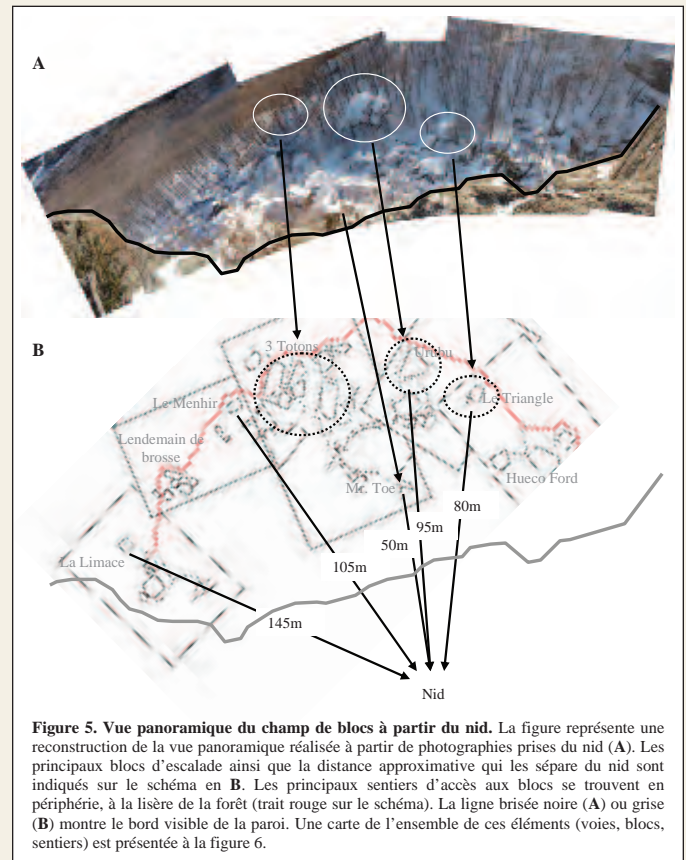 A
B
3 Totons
Urubu
Le Menhir
Le Triangle
Lendemain de
brosse
Hueco Ford
Mr. Toe
80m
95m
50m
La Limace
105m
145m
Nid
Figure 5. Vue panoramique du champ de blocs à partir du nid. La figure représente une
reconstruction de la vue panoramique réalisée à partir de photographies prises du nid (A). Les
principaux blocs d'escalade ainsi que la distance approximative qui les sépare du nid sont
indiqués sur le schéma en B. Les principaux sentiers d'accès aux blocs se trouvent en
périphérie, à la lisère de la forêt (trait rouge sur le schéma). La ligne brisée noire (A) ou grise
(B) montre le bord visible de la paroi. Une carte de l'ensemble de ces éléments (voies, blocs,
sentiers) est présentée à la figure 6.